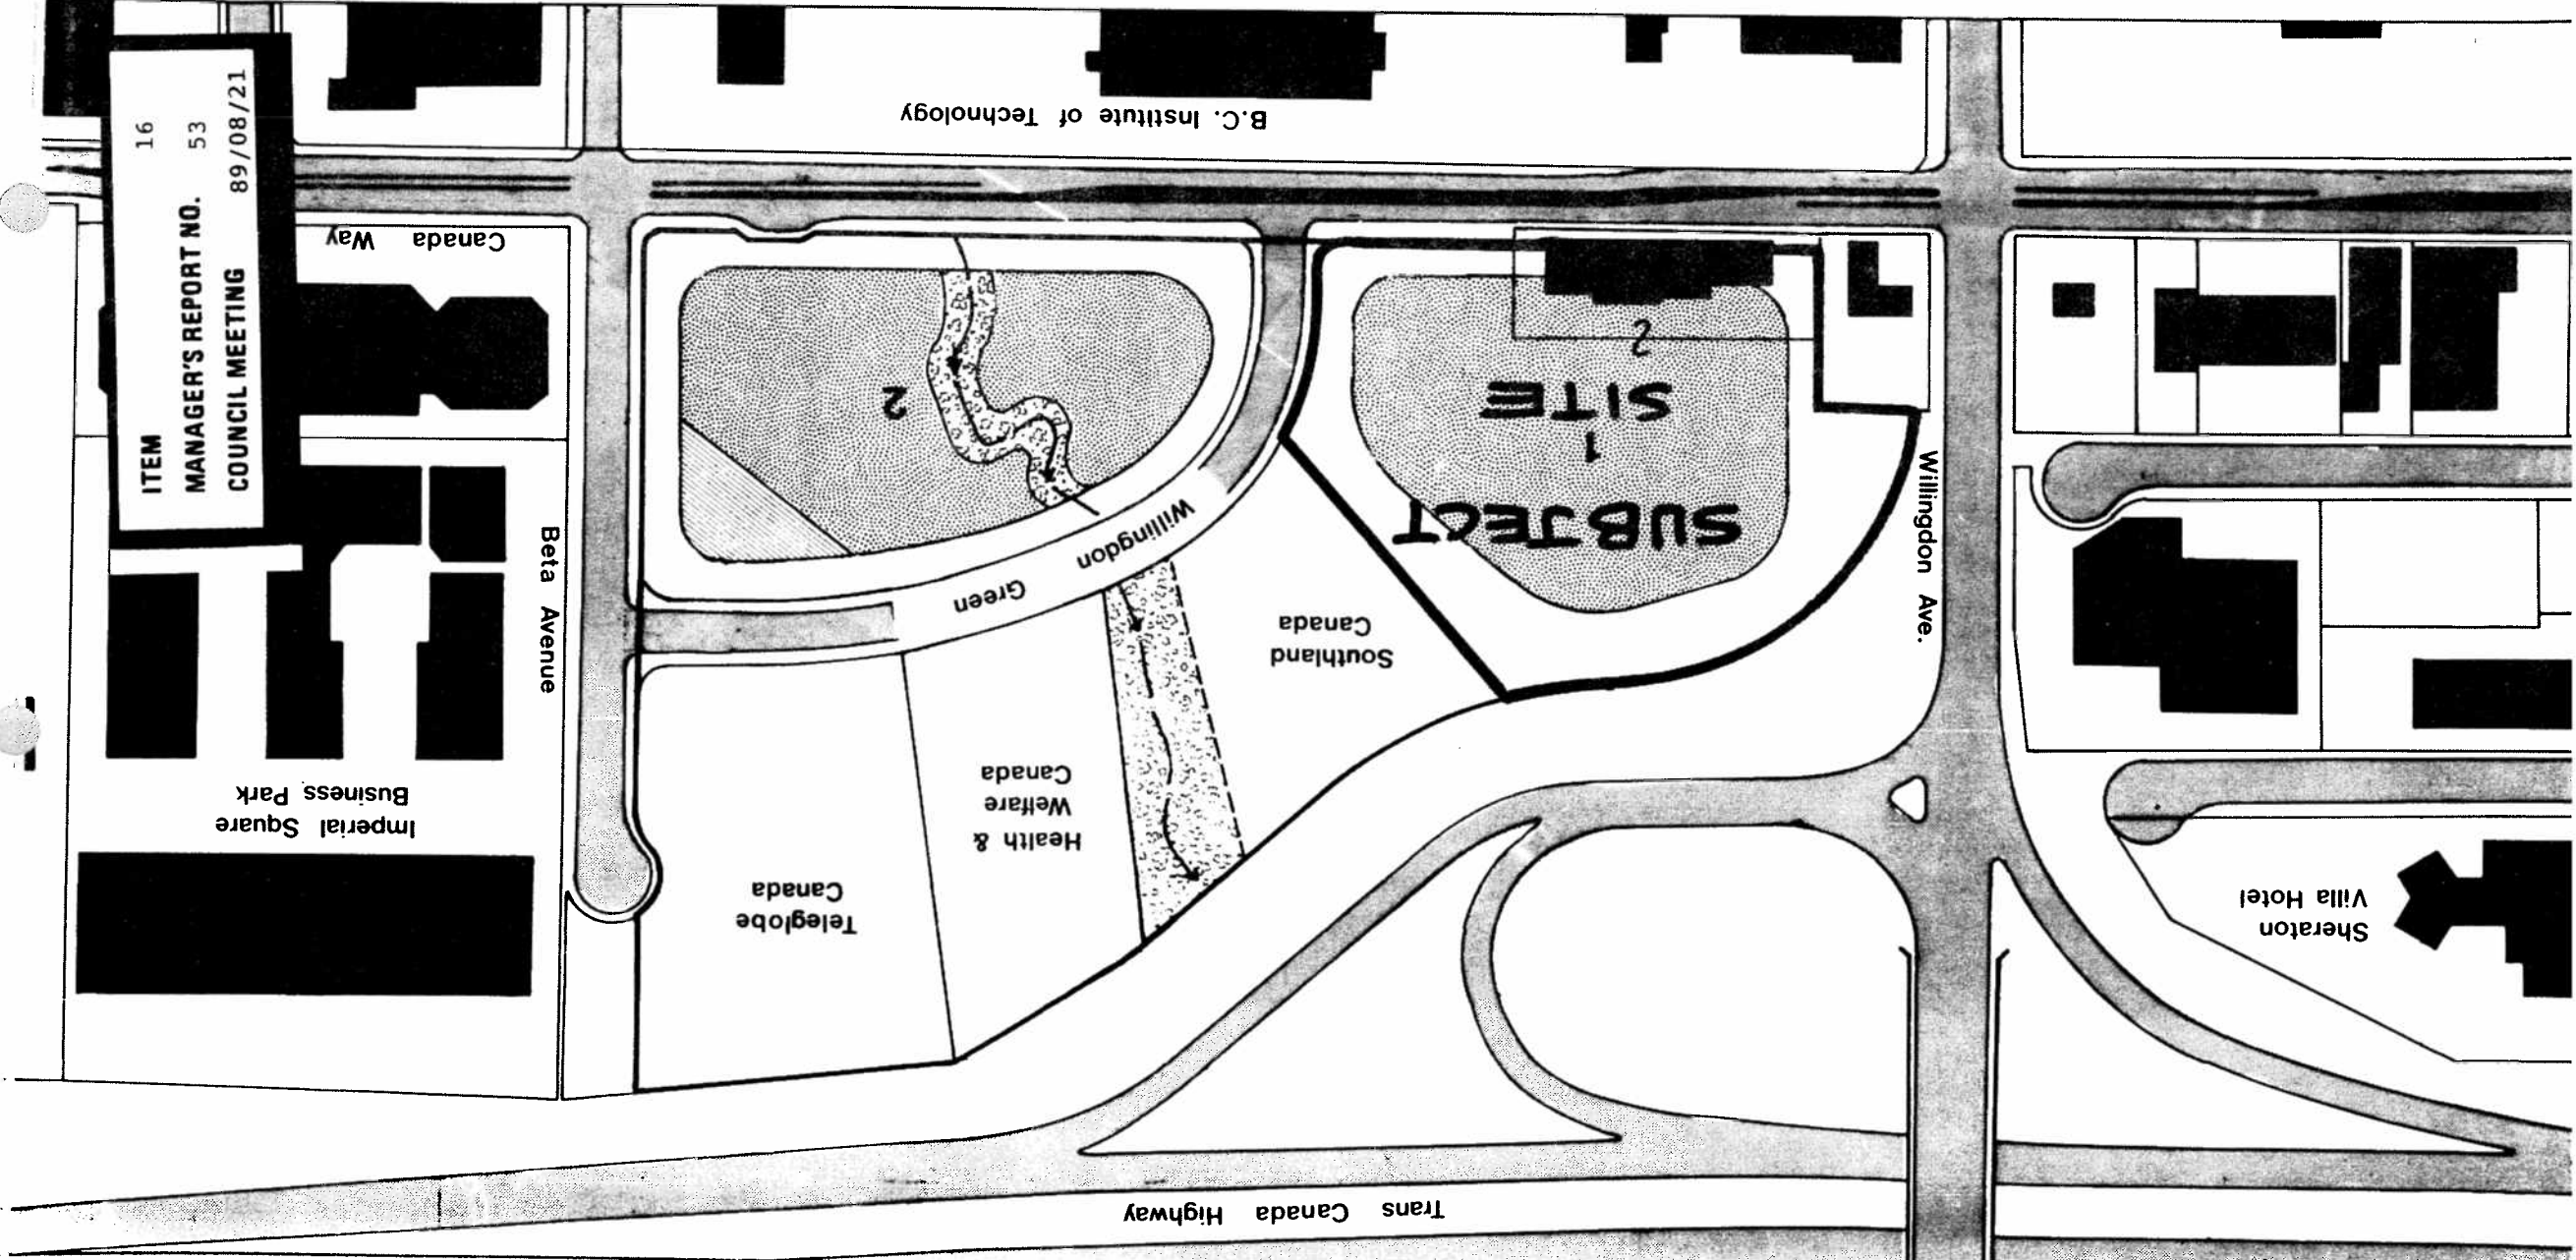 ITEM 16
MANAGER'S REPORT NO. 53
COUNCIL MEETING 89/08/21
Trans Canada Highway
Sheraton
Villa Hotel
Teleglobe
Canada
Health &
Welfare
Canada
Imperial Square
Business Park
Southland
Canada
Willingdon Green
Beta Avenue
Willingdon Ave.
SUBJECT
1
SITE
2
2
Canada Way
B.C. Institute of Technology